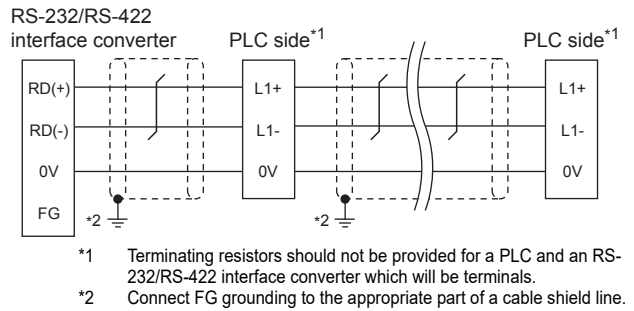 RS-232/RS-422
interface converter
PLC side*1
PLC side*1
RD(+)
L1+
L1+
RD(-)
L1-
L1-
0V
0V
0V
FG
*2
*2
*1 Terminating resistors should not be provided for a PLC and an RS-
232/RS-422 interface converter which will be terminals.
*2 Connect FG grounding to the appropriate part of a cable shield line.